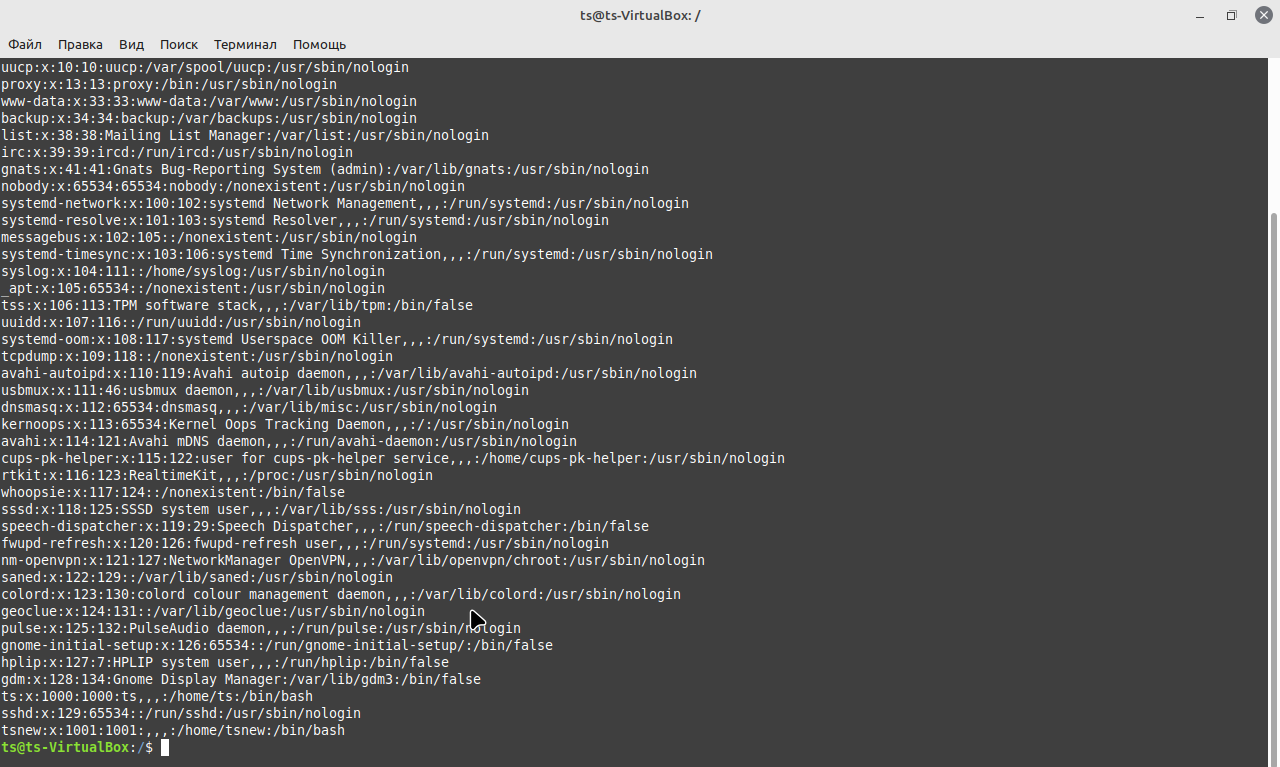 ts@ts-VirtualBox: /
Файл Правка Вид Поиск Терминал Помощь
uucp:x:10:10:uucp:/var/spool/uucp:/usr/sbin/nologin
proxy:x:13:13:proxy:/bin:/usr/sbin/nologin
www-data:x:33:33:www-data:/var/www:/usr/sbin/nologin
backup:x:34:34:backup:/var/backups:/usr/sbin/nologin
list:x:38:38:Mailing List Manager:/var/list:/usr/sbin/nologin
irc:x:39:39:ircd:/run/ircd:/usr/sbin/nologin
gnats:x:41:41:Gnats Bug-Reporting System (admin):/var/lib/gnats:/usr/sbin/nologin
nobody:x:65534:65534:nobody:/nonexistent:/usr/sbin/nologin
systemd-network:x:100:102:systemd Network Management,,,:/run/systemd:/usr/sbin/nologin
systemd-resolve:x:101:103:systemd Resolver,,,:/run/systemd:/usr/sbin/nologin
messagebus:x:102:105::/nonexistent:/usr/sbin/nologin
systemd-timesync:x:103:106:systemd Time Synchronization,,,:/run/systemd:/usr/sbin/nologin
syslog:x:104:111::/home/syslog:/usr/sbin/nologin
_apt:x:105:65534::/nonexistent:/usr/sbin/nologin
tss:x:106:113:TPM software stack,,,:/var/lib/tpm:/bin/false
uuidd:x:107:116::/run/uuidd:/usr/sbin/nologin
systemd-oom:x:108:117:systemd Userspace OOM Killer,,,:/run/systemd:/usr/sbin/nologin
tcpdump:x:109:118::/nonexistent:/usr/sbin/nologin
avahi-autoipd:x:110:119:Avahi autoip daemon,,,:/var/lib/avahi-autoipd:/usr/sbin/nologin
usbmux:x:111:46:usbmux daemon,,,:/var/lib/usbmux:/usr/sbin/nologin
dnsmasq:x:112:65534:dnsmasq,,,:/var/lib/misc:/usr/sbin/nologin
kernoops:x:113:65534:Kernel Oops Tracking Daemon,,,:/:/usr/sbin/nologin
avahi:x:114:121:Avahi mDNS daemon,,,:/run/avahi-daemon:/usr/sbin/nologin
cups-pk-helper:x:115:122:user for cups-pk-helper service,,,:/home/cups-pk-helper:/usr/sbin/nologin
rtkit:x:116:123:RealtimeKit,,,:/proc:/usr/sbin/nologin
whoopsie:x:117:124::/nonexistent:/bin/false
sssd:x:118:125:SSSD system user,,,:/var/lib/sss:/usr/sbin/nologin
speech-dispatcher:x:119:29:Speech Dispatcher,,,:/run/speech-dispatcher:/bin/false
fwupd-refresh:x:120:126:fwupd-refresh user,,,:/run/systemd:/usr/sbin/nologin
nm-openvpn:x:121:127:NetworkManager OpenVPN,,,:/var/lib/openvpn/chroot:/usr/sbin/nologin
saned:x:122:129::/var/lib/saned:/usr/sbin/nologin
colord:x:123:130:colord colour management daemon,,,:/var/lib/colord:/usr/sbin/nologin
geoclue:x:124:131::/var/lib/geoclue:/usr/sbin/nologin
pulse:x:125:132:PulseAudio daemon,,,:/run/pulse:/usr/sbin/nologin
gnome-initial-setup:x:126:65534::/run/gnome-initial-setup/:/bin/false
hplip:x:127:7:HPLIP system user,,,:/run/hplip:/bin/false
gdm:x:128:134:Gnome Display Manager:/var/lib/gdm3:/bin/false
ts:x:1000:1000:ts,,,:/home/ts:/bin/bash
sshd:x:129:65534::/run/sshd:/usr/sbin/nologin
tsnew:x:1001:1001:,,,:/home/tsnew:/bin/bash
ts@ts-VirtualBox:/$